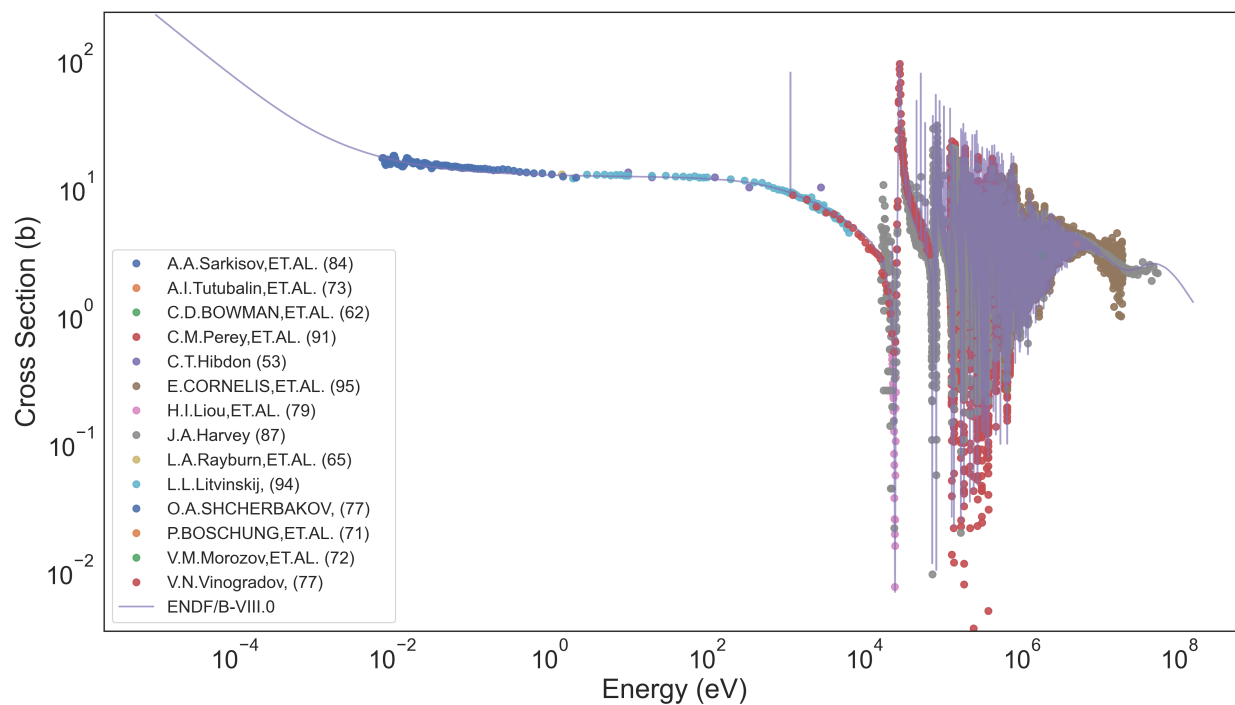 10^2
10^1
10^0
10^-1
10^-2
Cross Section (b)
A.A.Sarkisov,ET.AL. (84)
A.I.Tutubalin,ET.AL. (73)
C.D.BOWMAN,ET.AL. (62)
C.M.Perey,ET.AL. (91)
C.T.Hibdon (53)
E.CORNELIS,ET.AL. (95)
H.I.Liou,ET.AL. (79)
J.A.Harvey (87)
L.A.Rayburn,ET.AL. (65)
L.L.Litvinskij, (94)
O.A.SHCHERBAKOV, (77)
P.BOSCHUNG,ET.AL. (71)
V.M.Morozov,ET.AL. (72)
V.N.Vinogradov, (77)
ENDF/B-VIII.0
10^-4 10^-2 10^0 10^2 10^4 10^6 10^8
Energy (eV)